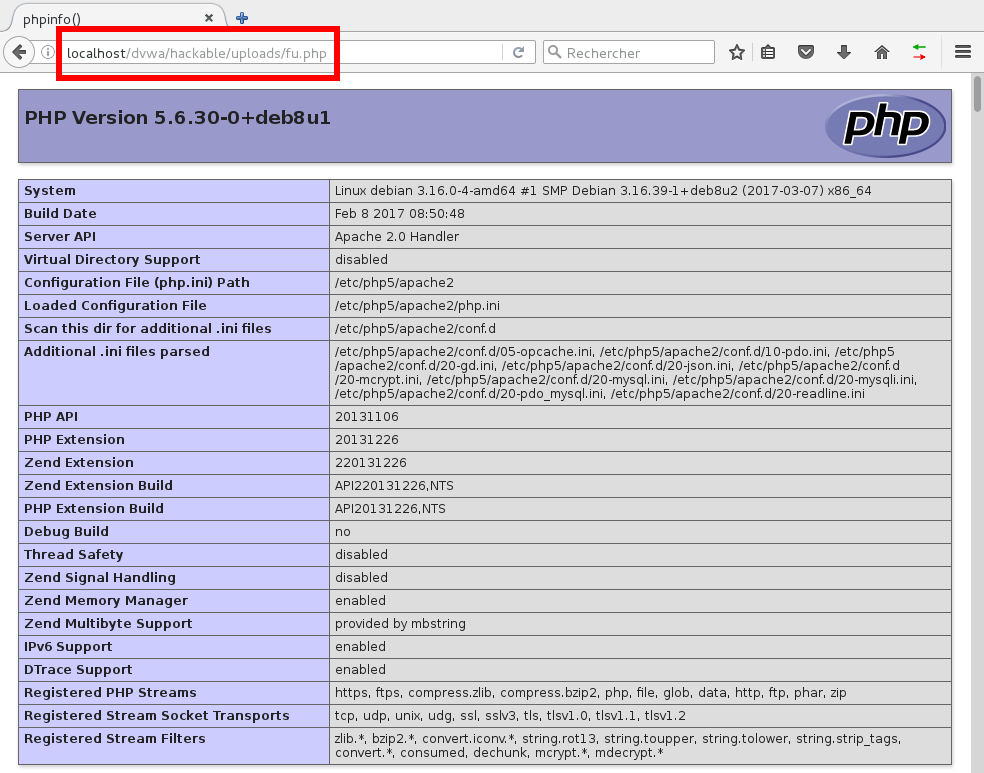 phpinfo()
localhost/dvwa/hackable/uploads/fu.php
Rechercher
PHP Version 5.6.30-0+deb8u1
php
System Linux debian 3.16.0-4-amd64 #1 SMP Debian 3.16.39-1+deb8u2 (2017-03-07) x86_64
Build Date Feb 8 2017 08:50:48
Server API Apache 2.0 Handler
Virtual Directory Support disabled
Configuration File (php.ini) Path /etc/php5/apache2
Loaded Configuration File /etc/php5/apache2/php.ini
Scan this dir for additional .ini files /etc/php5/apache2/conf.d
Additional .ini files parsed /etc/php5/apache2/conf.d/05-opcache.ini, /etc/php5/apache2/conf.d/10-pdo.ini, /etc/php5
/apache2/conf.d/20-gd.ini, /etc/php5/apache2/conf.d/20-json.ini, /etc/php5/apache2/conf.d
/20-mcrypt.ini, /etc/php5/apache2/conf.d/20-mysql.ini, /etc/php5/apache2/conf.d/20-mysqli.ini,
/etc/php5/apache2/conf.d/20-pdo_mysql.ini, /etc/php5/apache2/conf.d/20-readline.ini
PHP API 20131106
PHP Extension 20131226
Zend Extension 220131226
Zend Extension Build API220131226,NTS
PHP Extension Build API20131226,NTS
Debug Build no
Thread Safety disabled
Zend Signal Handling disabled
Zend Memory Manager enabled
Zend Multibyte Support provided by mbstring
IPv6 Support enabled
DTrace Support enabled
Registered PHP Streams https, ftps, compress.zlib, compress.bzip2, php, file, glob, data, http, ftp, phar, zip
Registered Stream Socket Transports tcp, udp, unix, udg, ssl, sslv3, tls, tlsv1.0, tlsv1.1, tlsv1.2
Registered Stream Filters zlib.*, bzip2.*, convert.iconv.*, string.rot13, string.toupper, string.tolower, string.strip_tags,
convert.*, consumed, dechunk, mcrypt.*, mdecrypt.*